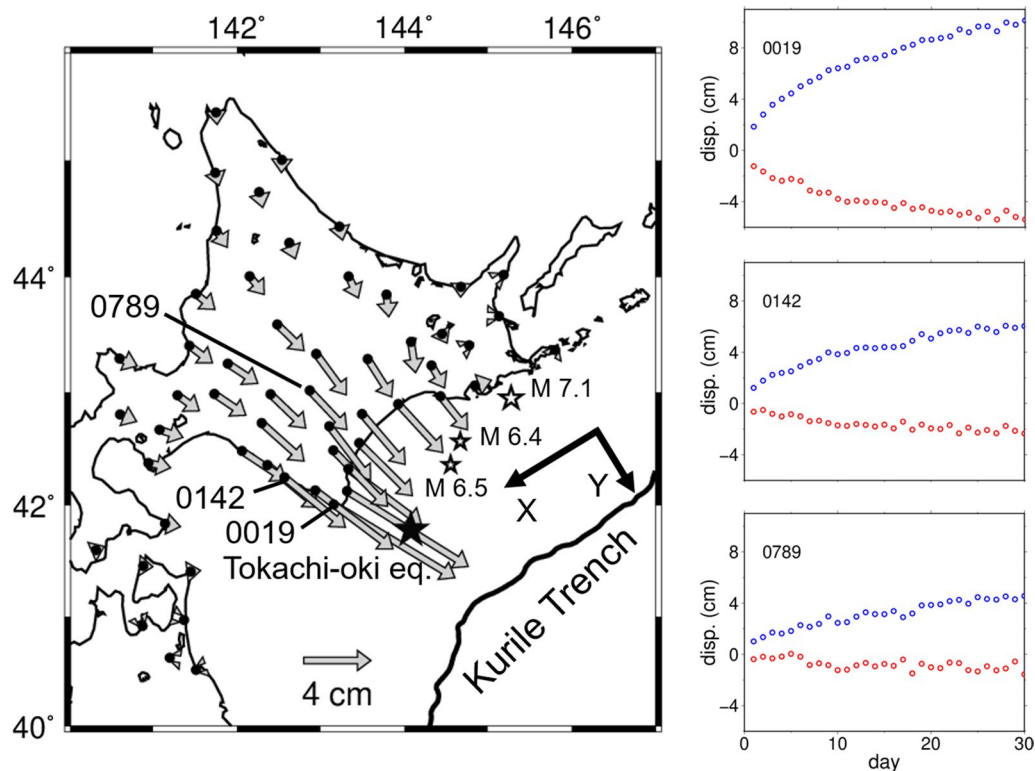 142˚
144˚
146˚
44˚
42˚
40˚
0789
0142
0019
Tokachi-oki eq.
M 7.1
M 6.4
M 6.5
X
Y
Kurile Trench
4 cm
8
4
0
−4
disp. (cm)
0019
8
4
0
−4
disp. (cm)
0142
8
4
0
−4
disp. (cm)
0789
0
10
20
30
day